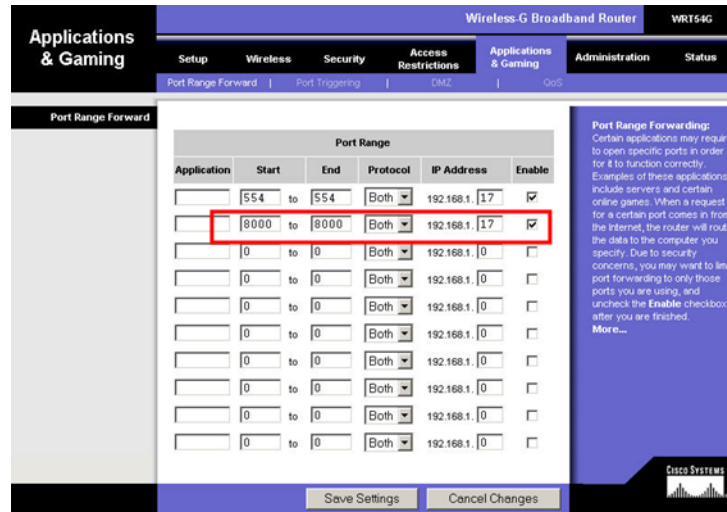 Wireless-G Broadband Router WRT54G
Applications
& Gaming
Setup Wireless Security Access Restrictions Applications & Gaming Administration Status
Port Range Forward | Port Triggering | DMZ | QoS
Port Range Forward
Port Range
Application Start End Protocol IP Address Enable
554 to 554 Both 192.168.1. 17
8000 to 8000 Both 192.168.1. 17
0 to 0 Both 192.168.1. 0
0 to 0 Both 192.168.1. 0
0 to 0 Both 192.168.1. 0
0 to 0 Both 192.168.1. 0
0 to 0 Both 192.168.1. 0
0 to 0 Both 192.168.1. 0
0 to 0 Both 192.168.1. 0
0 to 0 Both 192.168.1. 0
Port Range Forwarding:
Certain applications may requir
to open specific ports in order
for it to function correctly.
Examples of these applications
include servers and certain
online games. When a request
for a certain port comes in from
the Internet, the router will rout
the data to the computer you
specify. Due to security
concerns, you may want to lim
port forwarding to only those
ports you are using, and
uncheck the Enable checkbox
after you are finished.
More...
CISCO SYSTEMS
Save Settings Cancel Changes